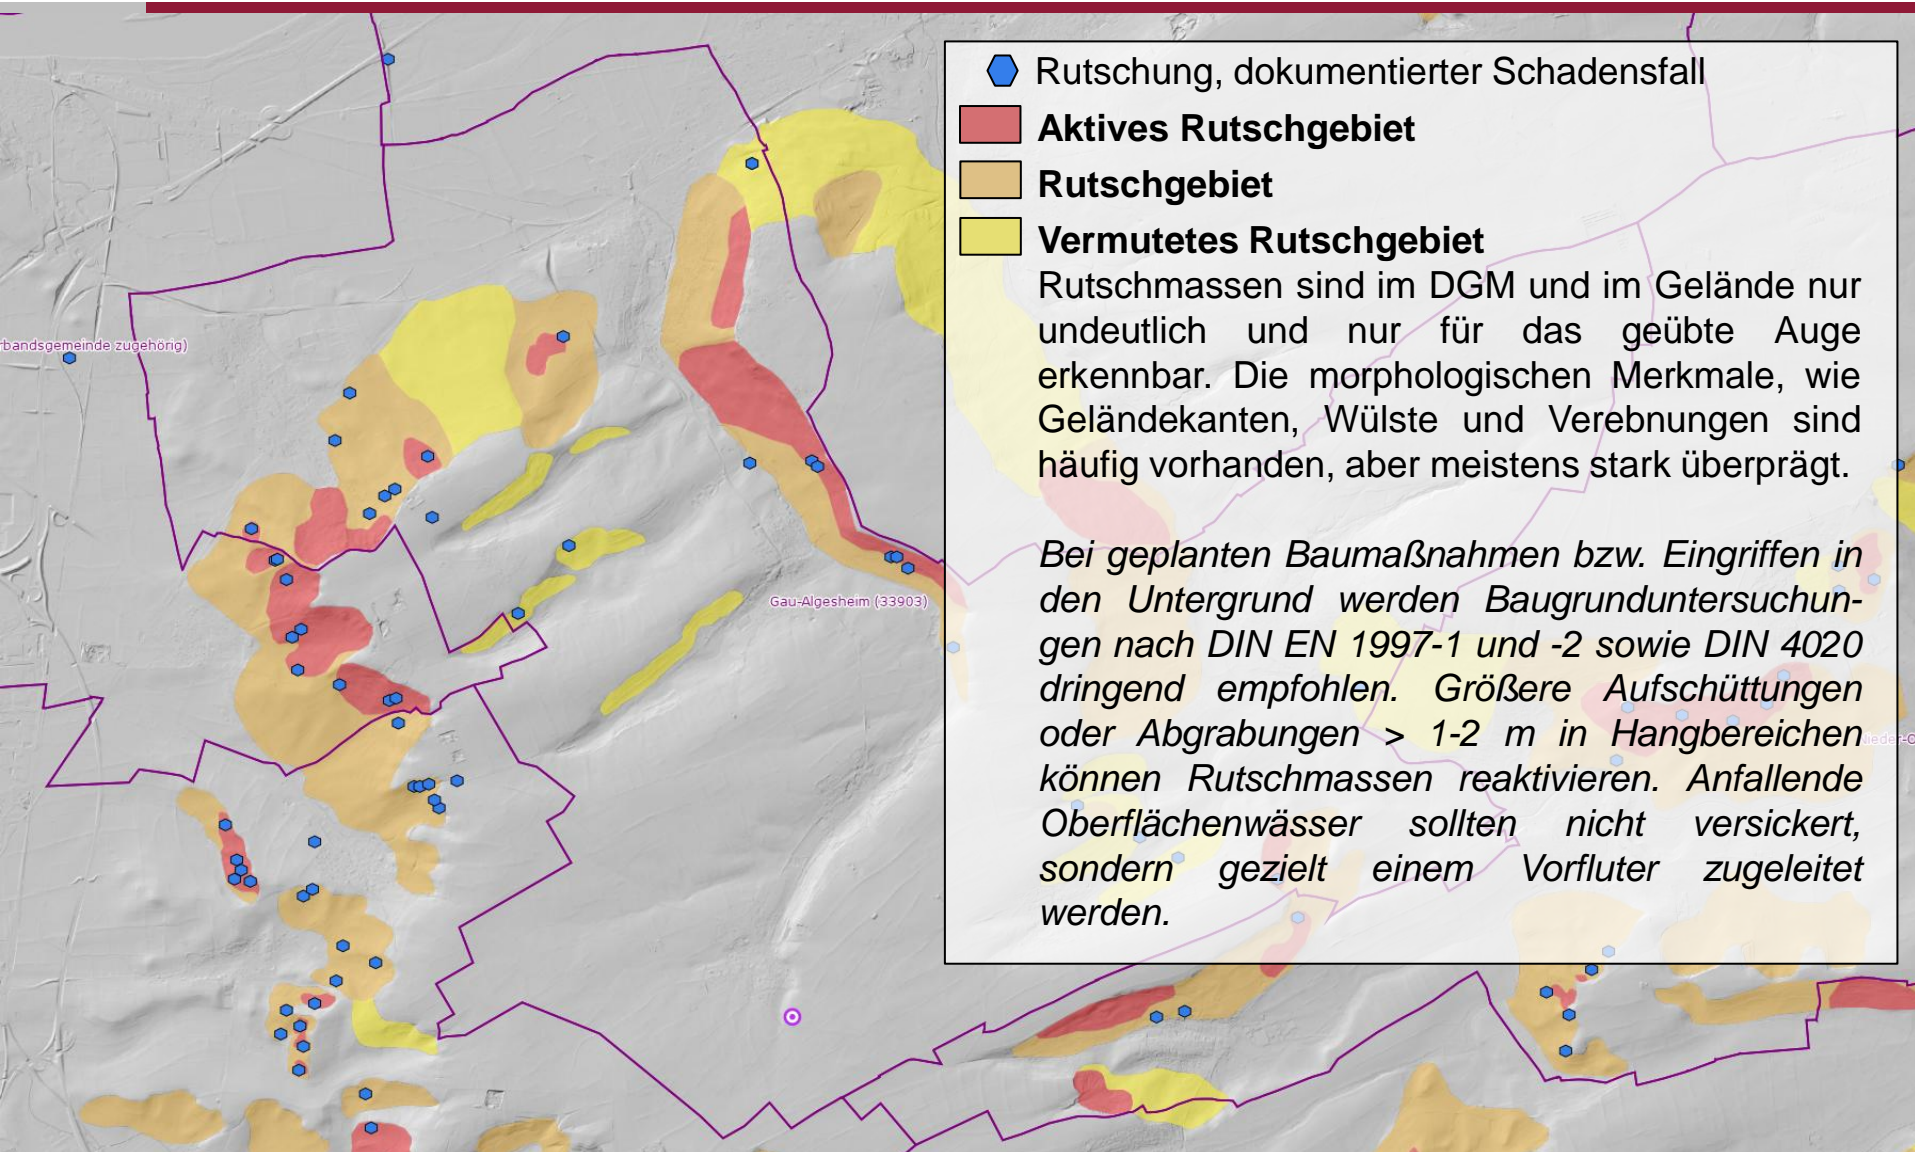 Rutschung, dokumentierter Schadensfall
Aktives Rutschgebiet
Rutschgebiet
Vermutetes Rutschgebiet
Rutschmassen sind im DGM und im Gelände nur
undeutlich und nur für das geübte Auge
erkennbar. Die morphologischen Merkmale, wie
Geländekanten, Wülste und Verebnungen sind
häufig vorhanden, aber meistens stark überprägt.
Bei geplanten Baumaßnahmen bzw. Eingriffen in
den Untergrund werden Baugrunduntersuchun-
gen nach DIN EN 1997-1 und -2 sowie DIN 4020
dringend empfohlen. Größere Aufschüttungen
oder Abgrabungen > 1-2 m in Hangbereichen
können Rutschmassen reaktivieren. Anfallende
Oberflächenwässer sollten nicht versickert,
sondern gezielt einem Vorfluter zugeleitet
werden.
rbandsgemeinde zugehörig)
Gau-Algesheim (33903)
Nieder-O